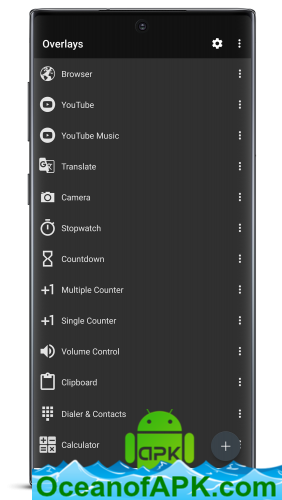 Overlays
Browser
YouTube
YouTube Music
Translate
Camera
Stopwatch
Countdown
+1 Multiple Counter
+1 Single Counter
Volume Control
Clipboard
Dialer & Contacts
Calculator
APK
OceanofAPK.com